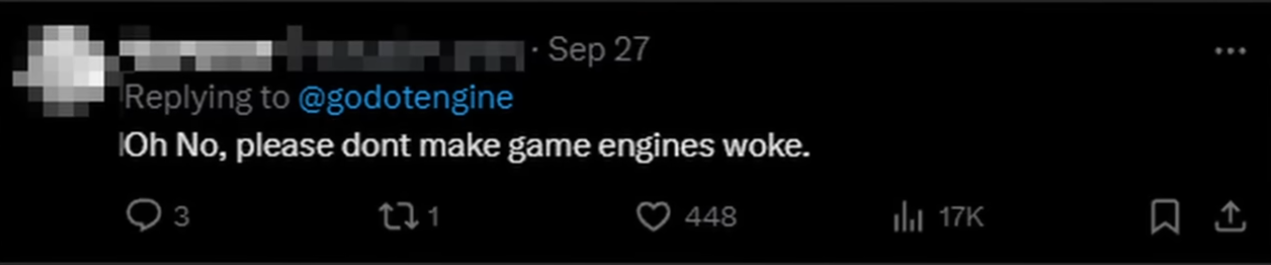 · Sep 27
Replying to @godotengine
Oh No, please dont make game engines woke.
3 1 448 17K